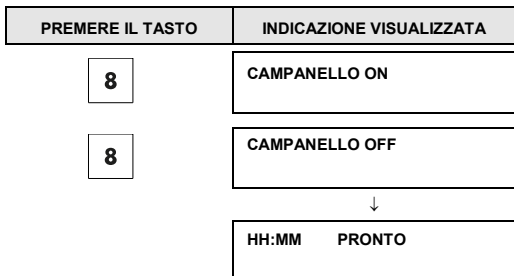 PREMERE IL TASTO INDICAZIONE VISUALIZZATA
8 CAMPANELLO ON
8 CAMPANELLO OFF
↓
HH:MM PRONTO